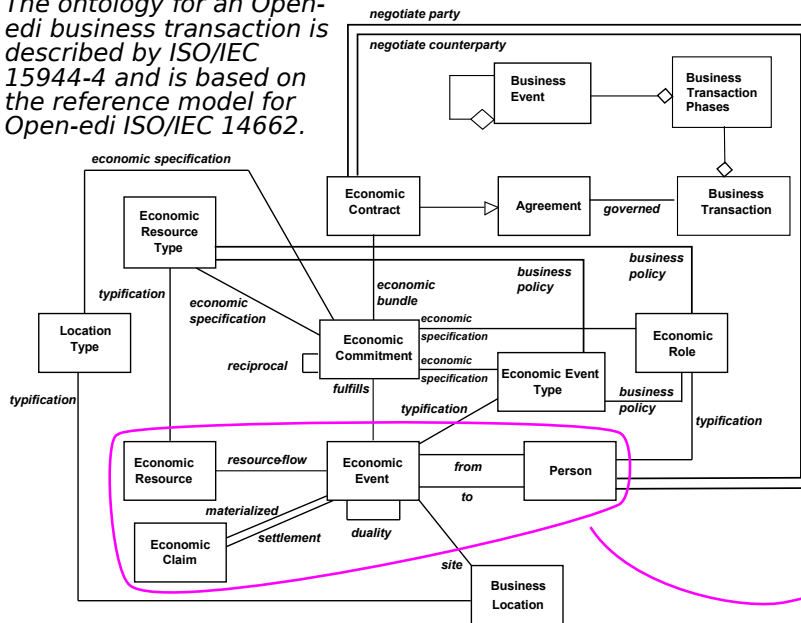 The ontology for an Open-
edi business transaction is
described by ISO/IEC
15944-4 and is based on
the reference model for
Open-edi ISO/IEC 14662.
negotiate party
negotiate counterparty
Business
Event
Business
Transaction
Phases
economic specification
Economic
Contract
Agreement
governed
Business
Transaction
Economic
Resource
Type
business
policy
business
policy
typification
economic
specification
economic
bundle
Location
Type
Economic
Commitment
economic
specification
Economic
Role
reciprocal
economic
specification
Economic Event
Type
fulfills
business
policy
typification
typification
typification
Economic
Resource
resource-flow
Economic
Event
from
to
Person
materialized
settlement
duality
Economic
Claim
site
Business
Location